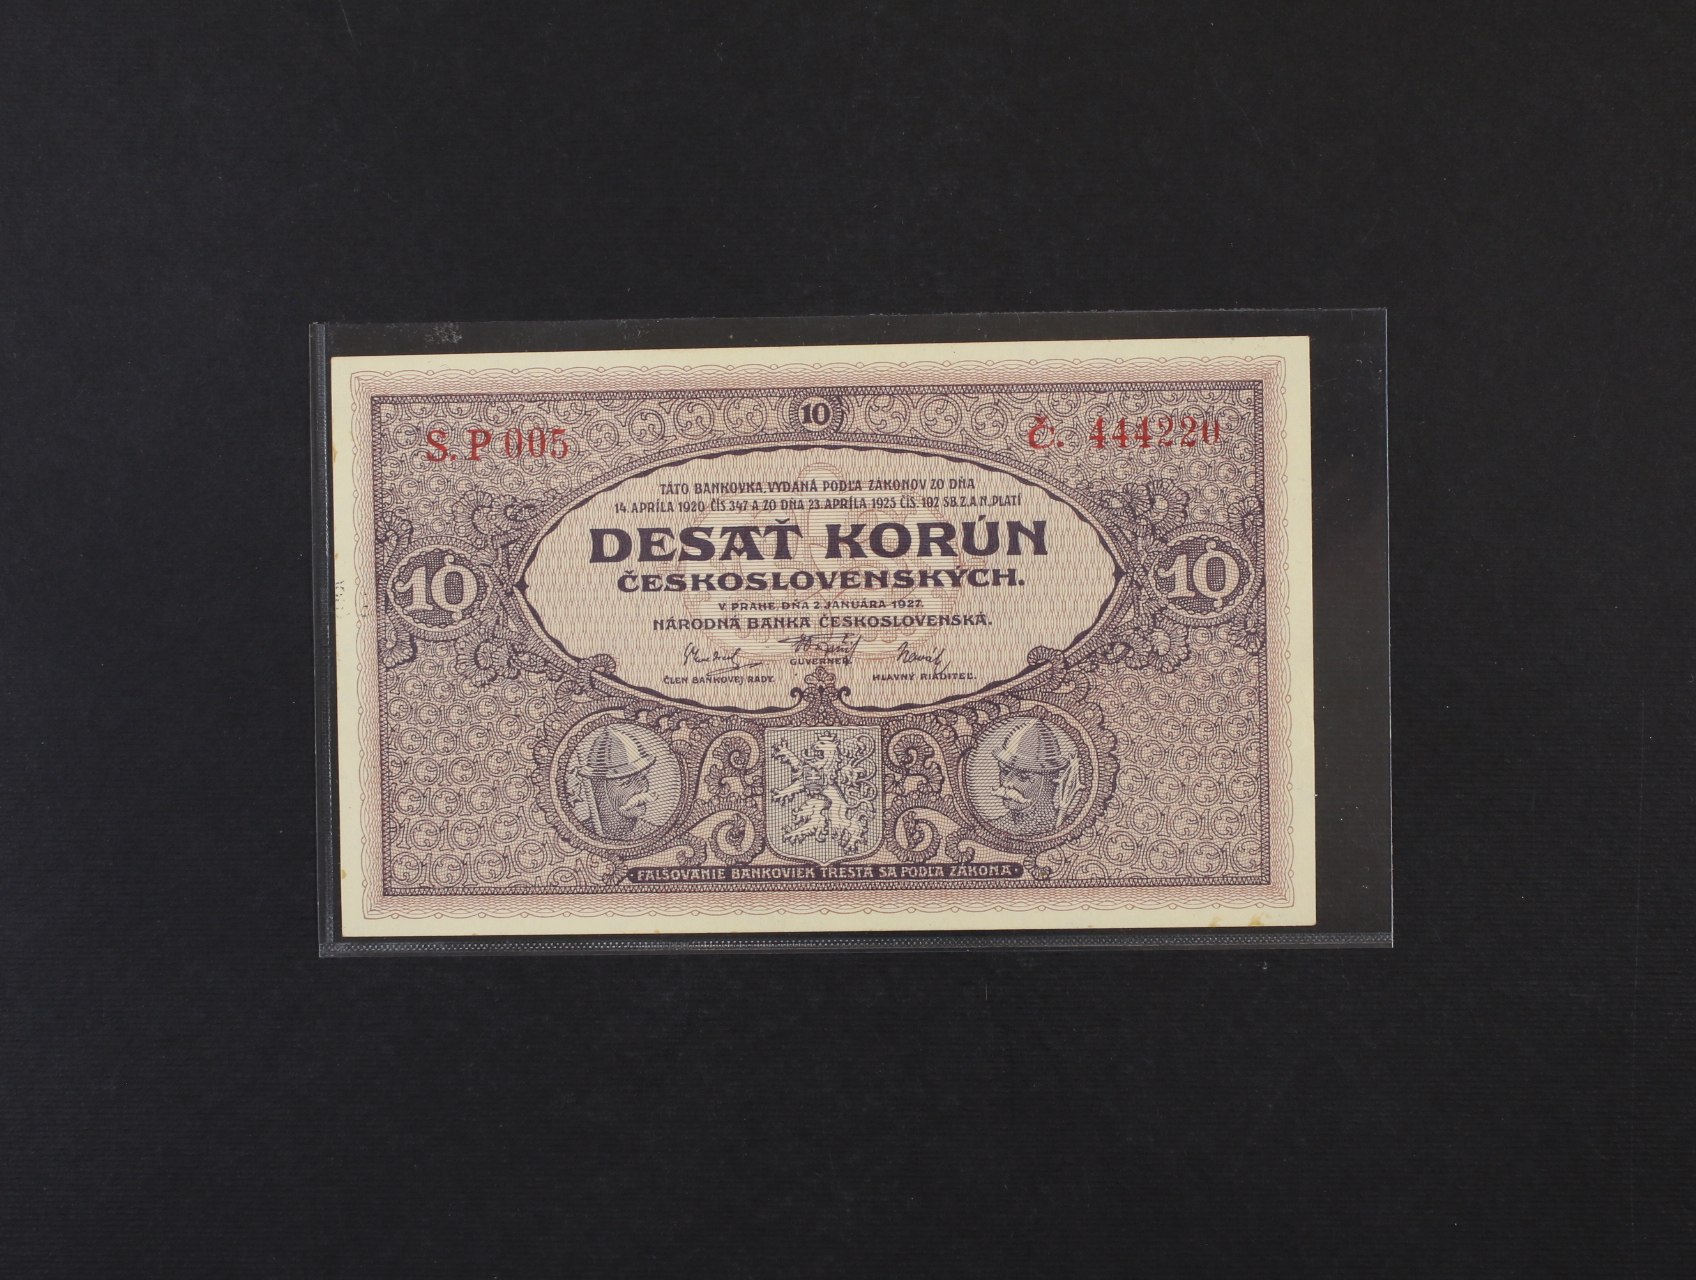 10
S. P 005
Č. 444220
TÁTO BANKOVKA, VYDANÁ PODĽA ZÁKONOV ZO DŇA
14. APRÍLA 1920 ČÍS. 347 A ZO DŇA 23. APRÍLA 1925 ČÍS. 102 SB. Z. A N. PLATÍ
DESAŤ KORÚN
ČESKOSLOVENSKÝCH.
10
10
V PRAHE, DŇA 2. JANUÁRA 1927.
NÁRODNÁ BANKA ČESKOSLOVENSKÁ.
GUVERNÉR.
ČLEN BAŇKOVEJ RADY.
HLAVNÝ RIADITEĽ.
FALŠOVANIE BANKOVIEK TRESTÁ SA PODĽA ZÁKONA